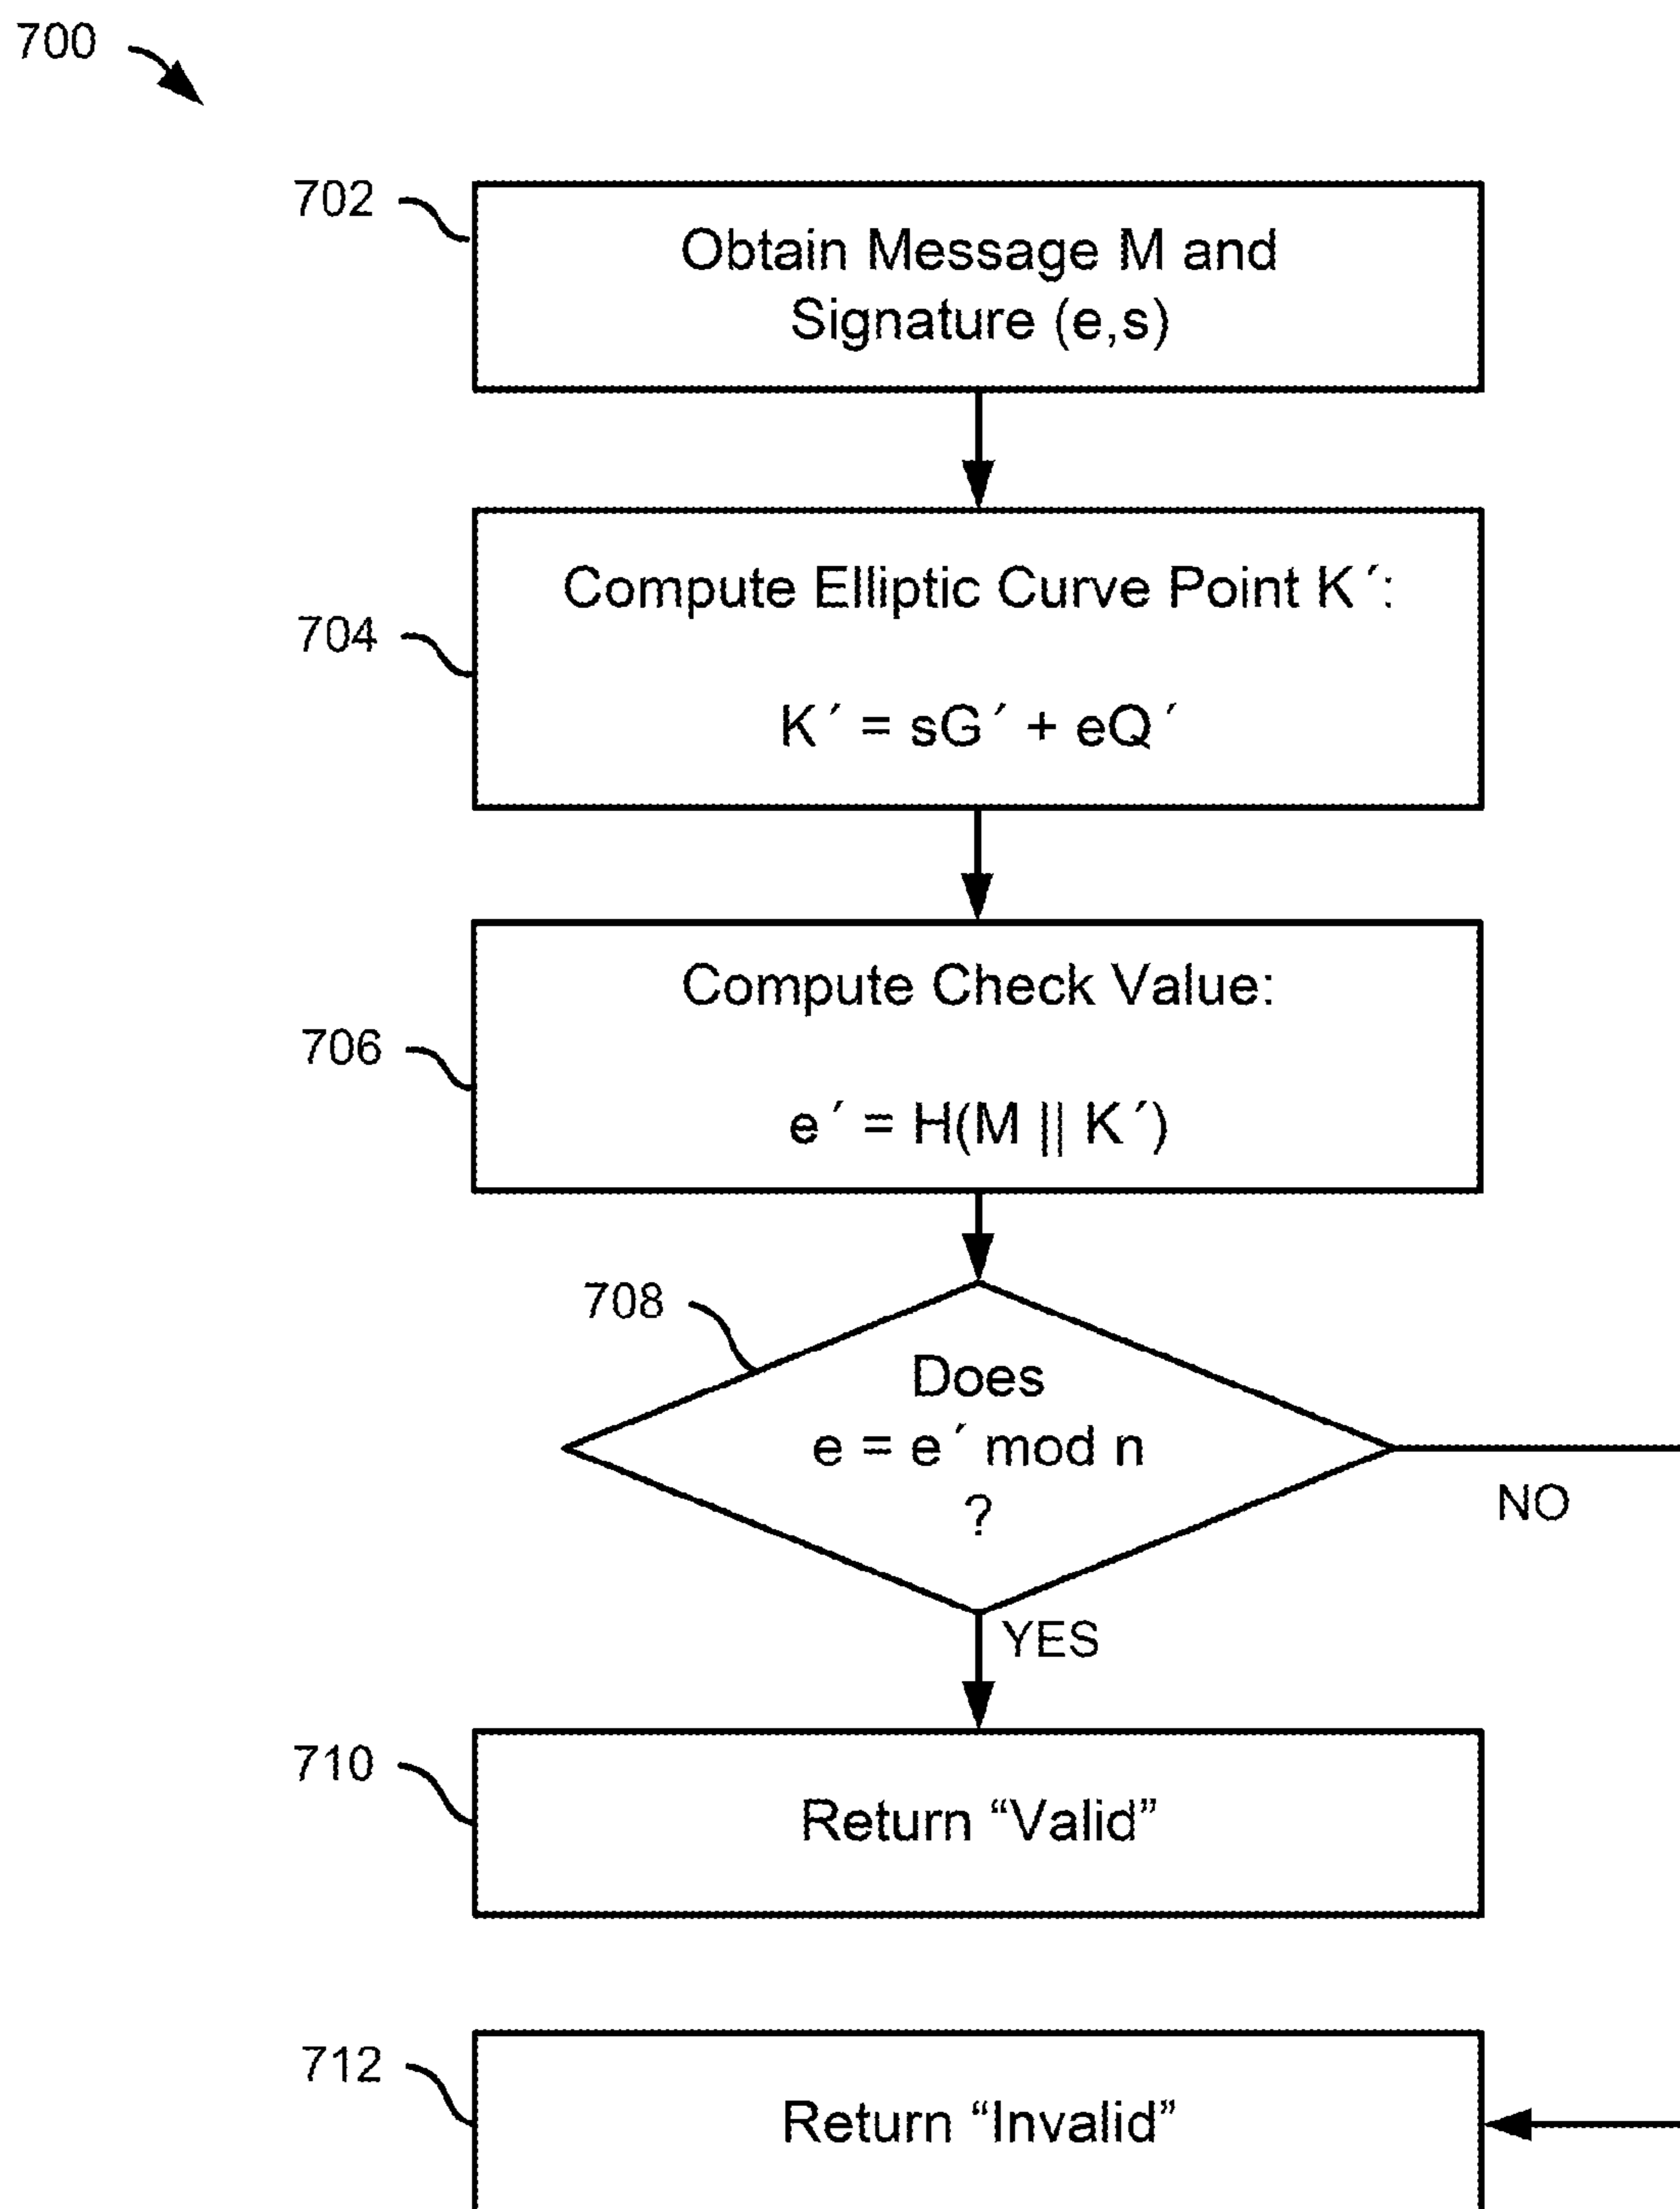 700
702
Obtain Message M and
Signature (e,s)
704
Compute Elliptic Curve Point K´:
K´ = sG´ + eQ´
706
Compute Check Value:
e´ = H(M || K´)
708
Does
e = e´ mod n
?
NO
YES
710
Return “Valid”
712
Return “Invalid”